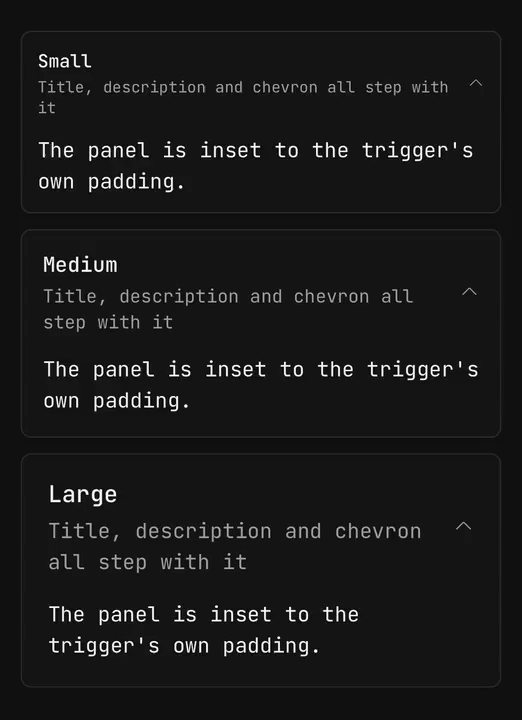 Small
Title, description and chevron all step with
it
The panel is inset to the trigger's
own padding.
Medium
Title, description and chevron all
step with it
The panel is inset to the trigger's
own padding.
Large
Title, description and chevron
all step with it
The panel is inset to the
trigger's own padding.